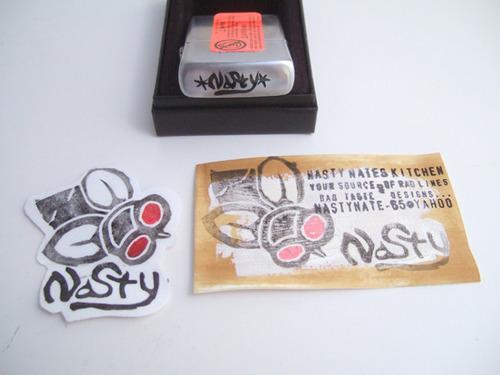 *NaSty*
NaSty
NASTY NATES KITCHEN
YOUR SOURCE OF RAD LINES
BAD TASTE DESIGNS...
NASTYNATE-65@YAHOO
NaSty